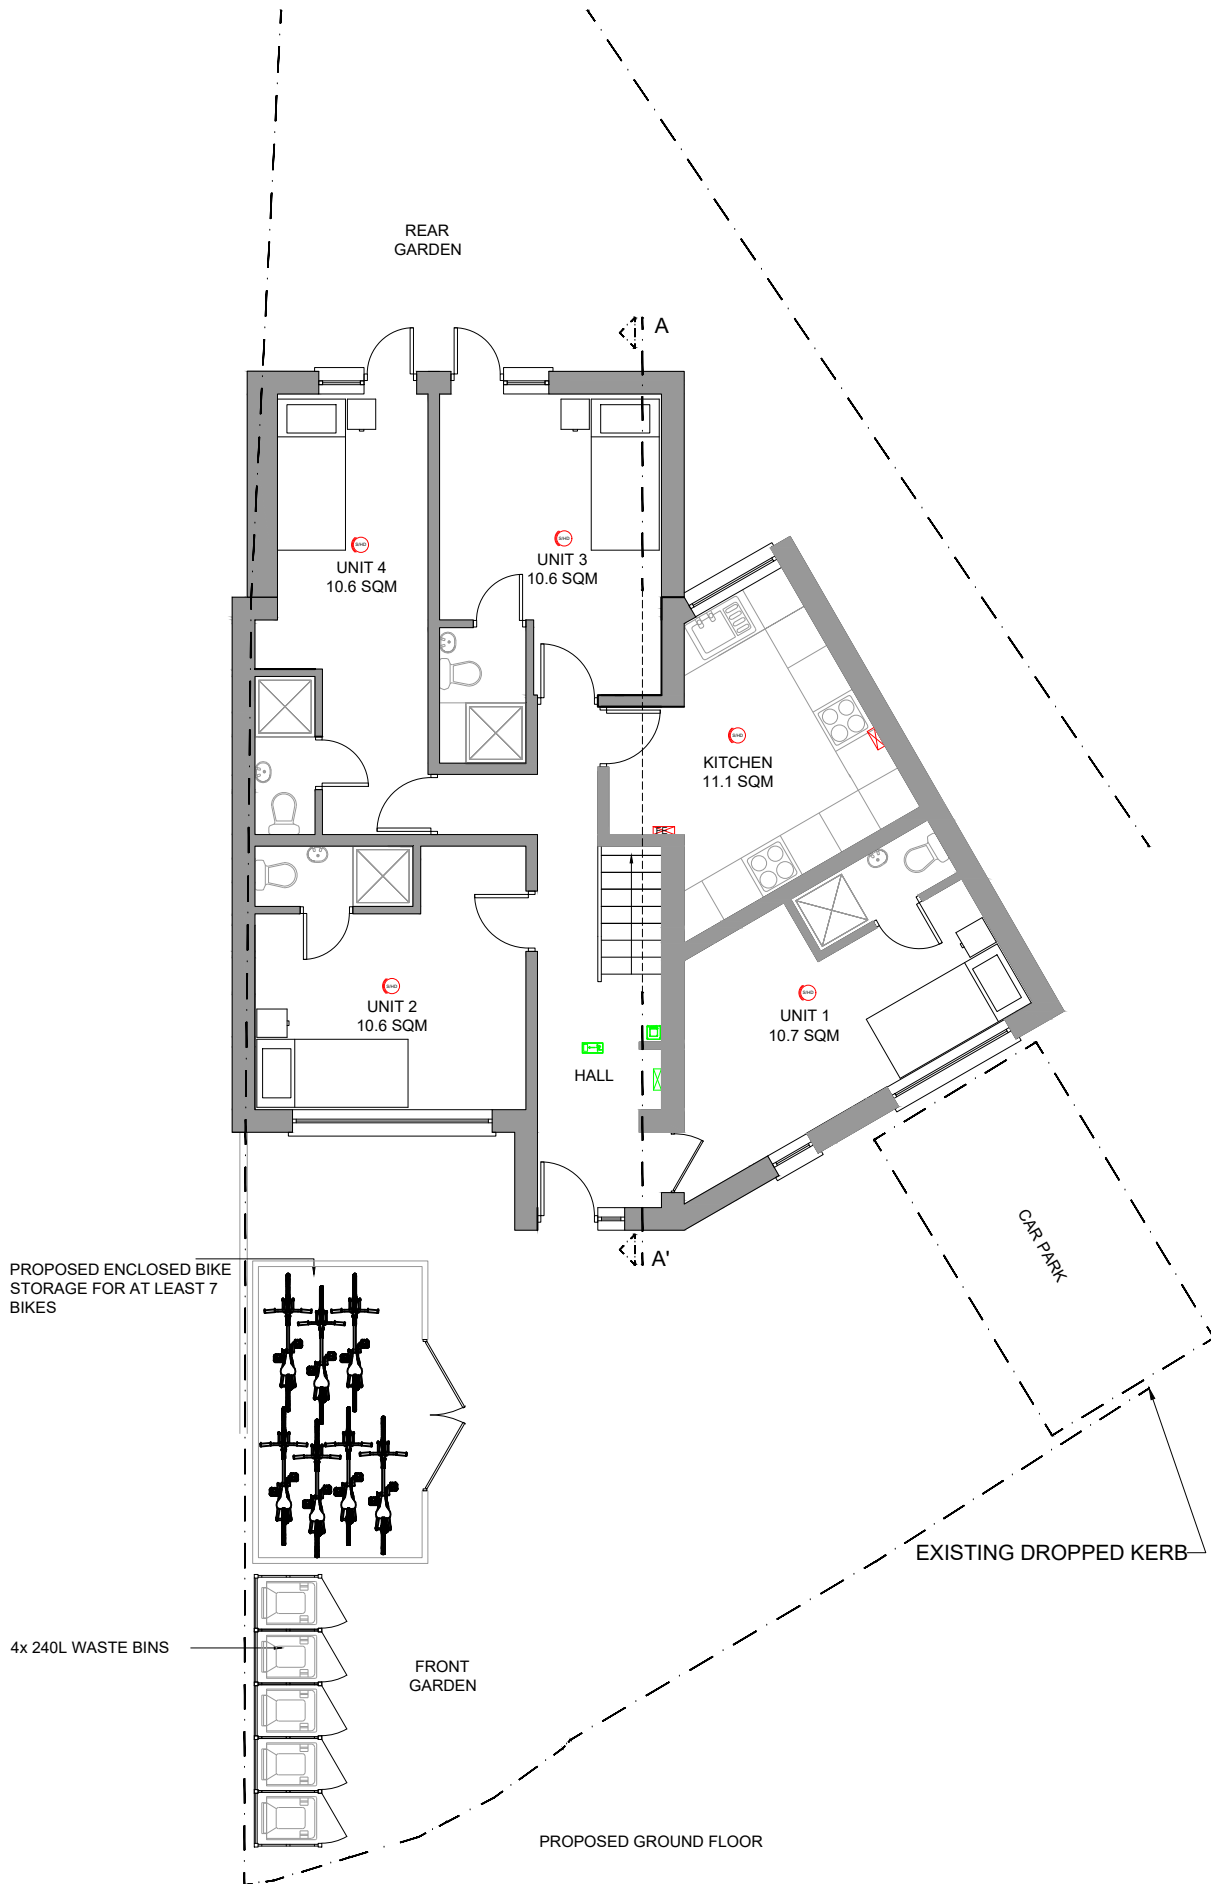 REAR
GARDEN
A
UNIT 4
10.6 SQM
UNIT 3
10.6 SQM
KITCHEN
11.1 SQM
UNIT 2
10.6 SQM
UNIT 1
10.7 SQM
HALL
A'
CAR PARK
PROPOSED ENCLOSED BIKE
STORAGE FOR AT LEAST 7
BIKES
EXISTING DROPPED KERB
4x 240L WASTE BINS
FRONT
GARDEN
PROPOSED GROUND FLOOR